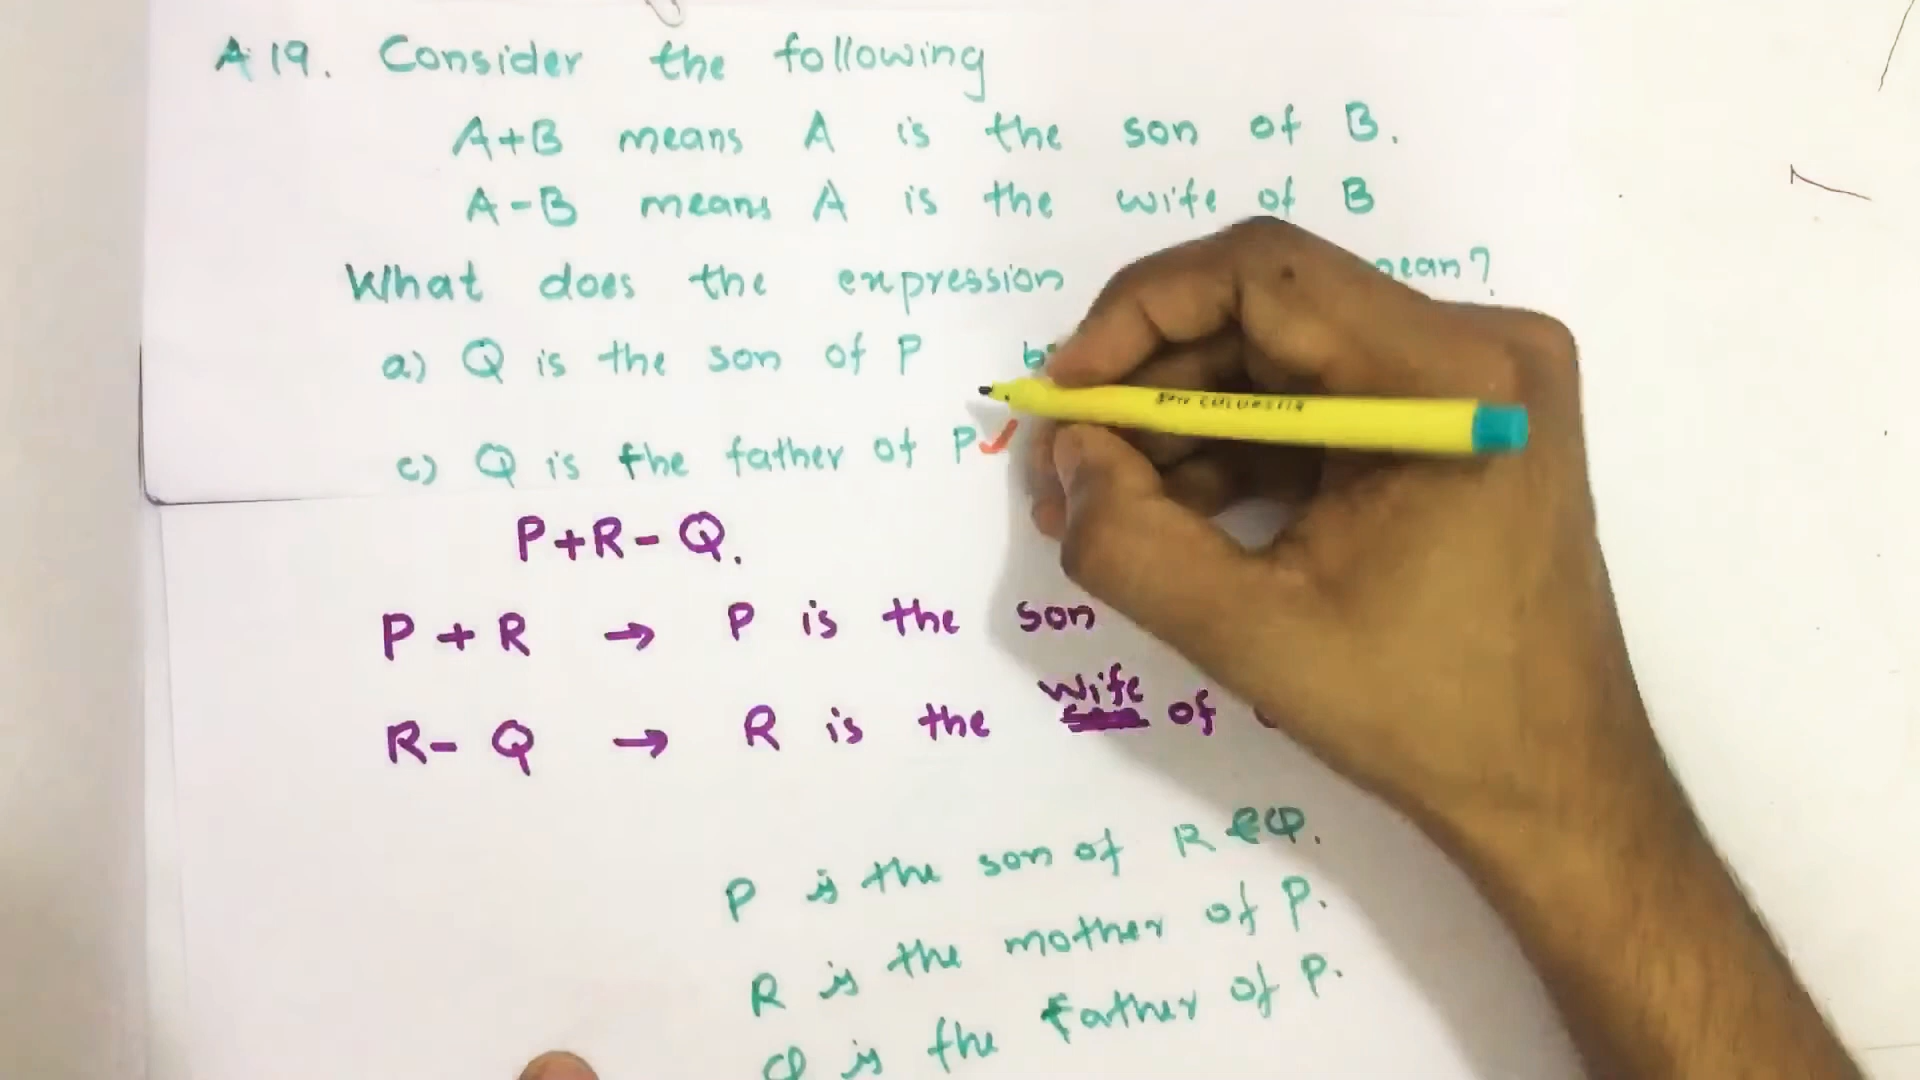 A 19. Consider the following
A+B means A is the son of B.
A-B means A is the wife of B
What does the expression mean?
a) Q is the son of P
c) Q is the father of P✓
P+R-Q.
P + R → P is the son
R- Q → R is the wife of
P is the son of R & Q.
R is the mother of P.
Q is the father of P.